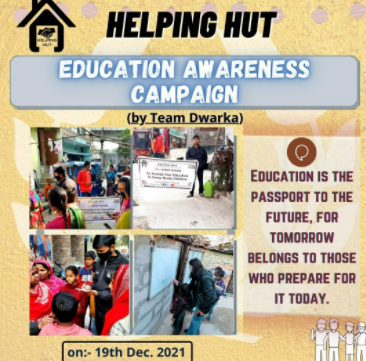 HELPING HUT
HELPING
HUT
EDUCATION AWARENESS
CAMPAIGN
(by Team Dwarka)
EDUCATION IS THE
PASSPORT TO THE
FUTURE, FOR
TOMORROW
BELONGS TO THOSE
WHO PREPARE FOR
IT TODAY.
on:- 19th Dec. 2021